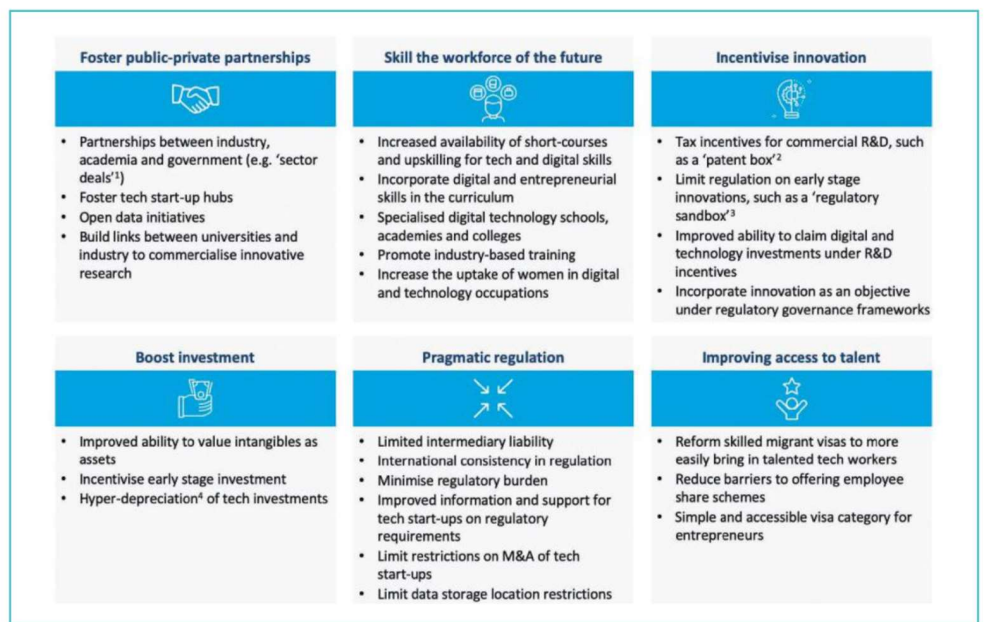 Foster public-private partnerships
• Partnerships between industry,
academia and government (e.g. 'sector
deals'¹)
• Foster tech start-up hubs
• Open data initiatives
• Build links between universities and
industry to commercialise innovative
research
Skill the workforce of the future
• Increased availability of short-courses
and upskilling for tech and digital skills
• Incorporate digital and entrepreneurial
skills in the curriculum
• Specialised digital technology schools,
academies and colleges
• Promote industry-based training
• Increase the uptake of women in digital
and technology occupations
Incentivise innovation
• Tax incentives for commercial R&D, such
as a 'patent box'²
• Limit regulation on early stage
innovations, such as a 'regulatory
sandbox'³
• Improved ability to claim digital and
technology investments under R&D
incentives
• Incorporate innovation as an objective
under regulatory governance frameworks
Boost investment
• Improved ability to value intangibles as
assets
• Incentivise early stage investment
• Hyper-depreciation⁴ of tech investments
Pragmatic regulation
• Limited intermediary liability
• International consistency in regulation
• Minimise regulatory burden
• Improved information and support for
tech start-ups on regulatory
requirements
• Limit restrictions on M&A of tech
start-ups
• Limit data storage location restrictions
Improving access to talent
• Reform skilled migrant visas to more
easily bring in talented tech workers
• Reduce barriers to offering employee
share schemes
• Simple and accessible visa category for
entrepreneurs